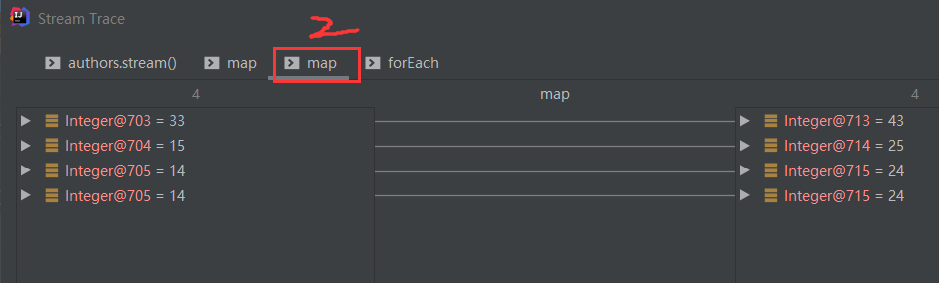 IJ
Stream Trace
2
authors.stream() map map forEach
4 map 4
Integer@703 = 33 Integer@713 = 43
Integer@704 = 15 Integer@714 = 25
Integer@705 = 14 Integer@715 = 24
Integer@705 = 14 Integer@715 = 24